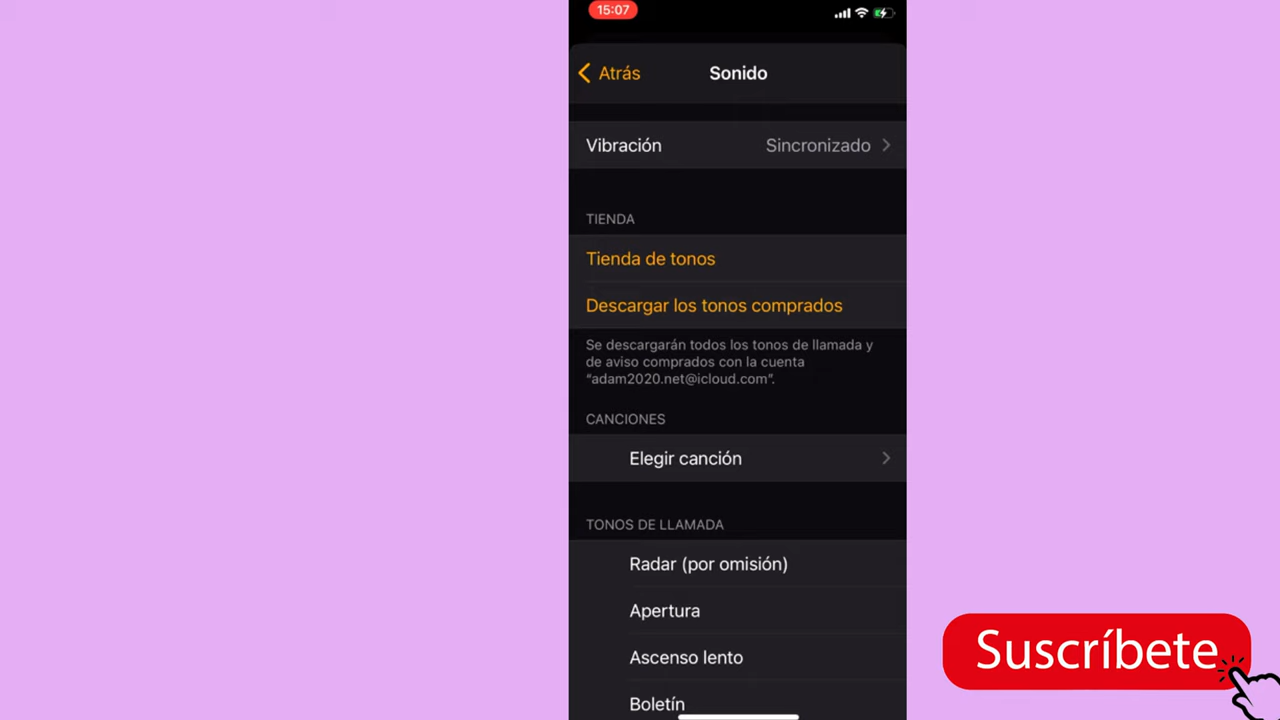 15:07
Atrás
Sonido
Vibración
Sincronizado
TIENDA
Tienda de tonos
Descargar los tonos comprados
Se descargarán todos los tonos de llamada y
de aviso comprados con la cuenta
“adam2020.net@icloud.com”.
CANCIONES
Elegir canción
TONOS DE LLAMADA
Radar (por omisión)
Apertura
Ascenso lento
Boletín
Suscríbete